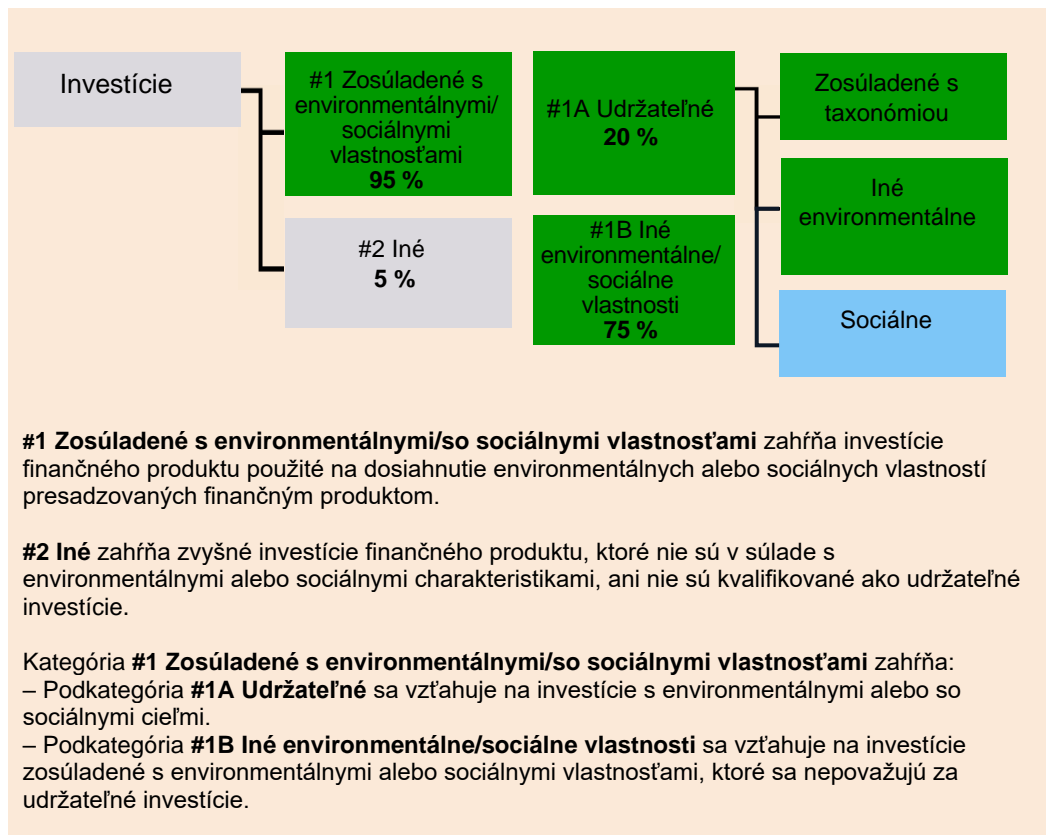 Investície
#1 Zosúladené s
environmentálnymi/
sociálnymi
vlastnosťami
95 %
#2 Iné
5 %
#1A Udržateľné
20 %
#1B Iné
environmentálne/
sociálne
vlastnosti
75 %
Zosúladené s
taxonómiou
Iné
environmentálne
Sociálne
#1 Zosúladené s environmentálnymi/so sociálnymi vlastnosťami zahŕňa investície
finančného produktu použité na dosiahnutie environmentálnych alebo sociálnych vlastností
presadzovaných finančným produktom.
#2 Iné zahŕňa zvyšné investície finančného produktu, ktoré nie sú v súlade s
environmentálnymi alebo sociálnymi charakteristikami, ani nie sú kvalifikované ako udržateľné
investície.
Kategória #1 Zosúladené s environmentálnymi/so sociálnymi vlastnosťami zahŕňa:
– Podkategória #1A Udržateľné sa vzťahuje na investície s environmentálnymi alebo so
sociálnymi cieľmi.
– Podkategória #1B Iné environmentálne/sociálne vlastnosti sa vzťahuje na investície
zosúladené s environmentálnymi alebo sociálnymi vlastnosťami, ktoré sa nepovažujú za
udržateľné investície.